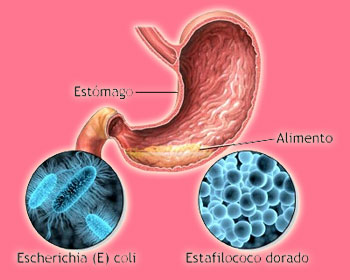 Estómago
Alimento
Escherichia (E) coli
Estafilococo dorado